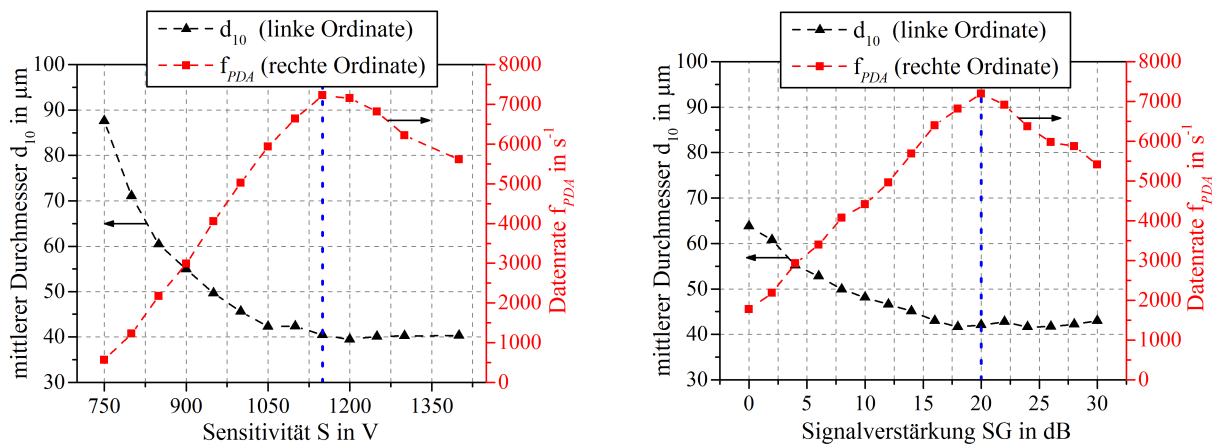 d10 (linke Ordinate)
fPDA (rechte Ordinate)
mittlerer Durchmesser d10 in µm
100
90
80
70
60
50
40
30
8000
7000
6000
5000
4000
3000
2000
1000
0
Datenrate fPDA in s-1
750 900 1050 1200 1350
Sensitivität S in V
d10 (linke Ordinate)
fPDA (rechte Ordinate)
mittlerer Durchmesser d10 in µm
100
90
80
70
60
50
40
30
8000
7000
6000
5000
4000
3000
2000
1000
0
Datenrate fPDA in s-1
0 5 10 15 20 25 30
Signalverstärkung SG in dB